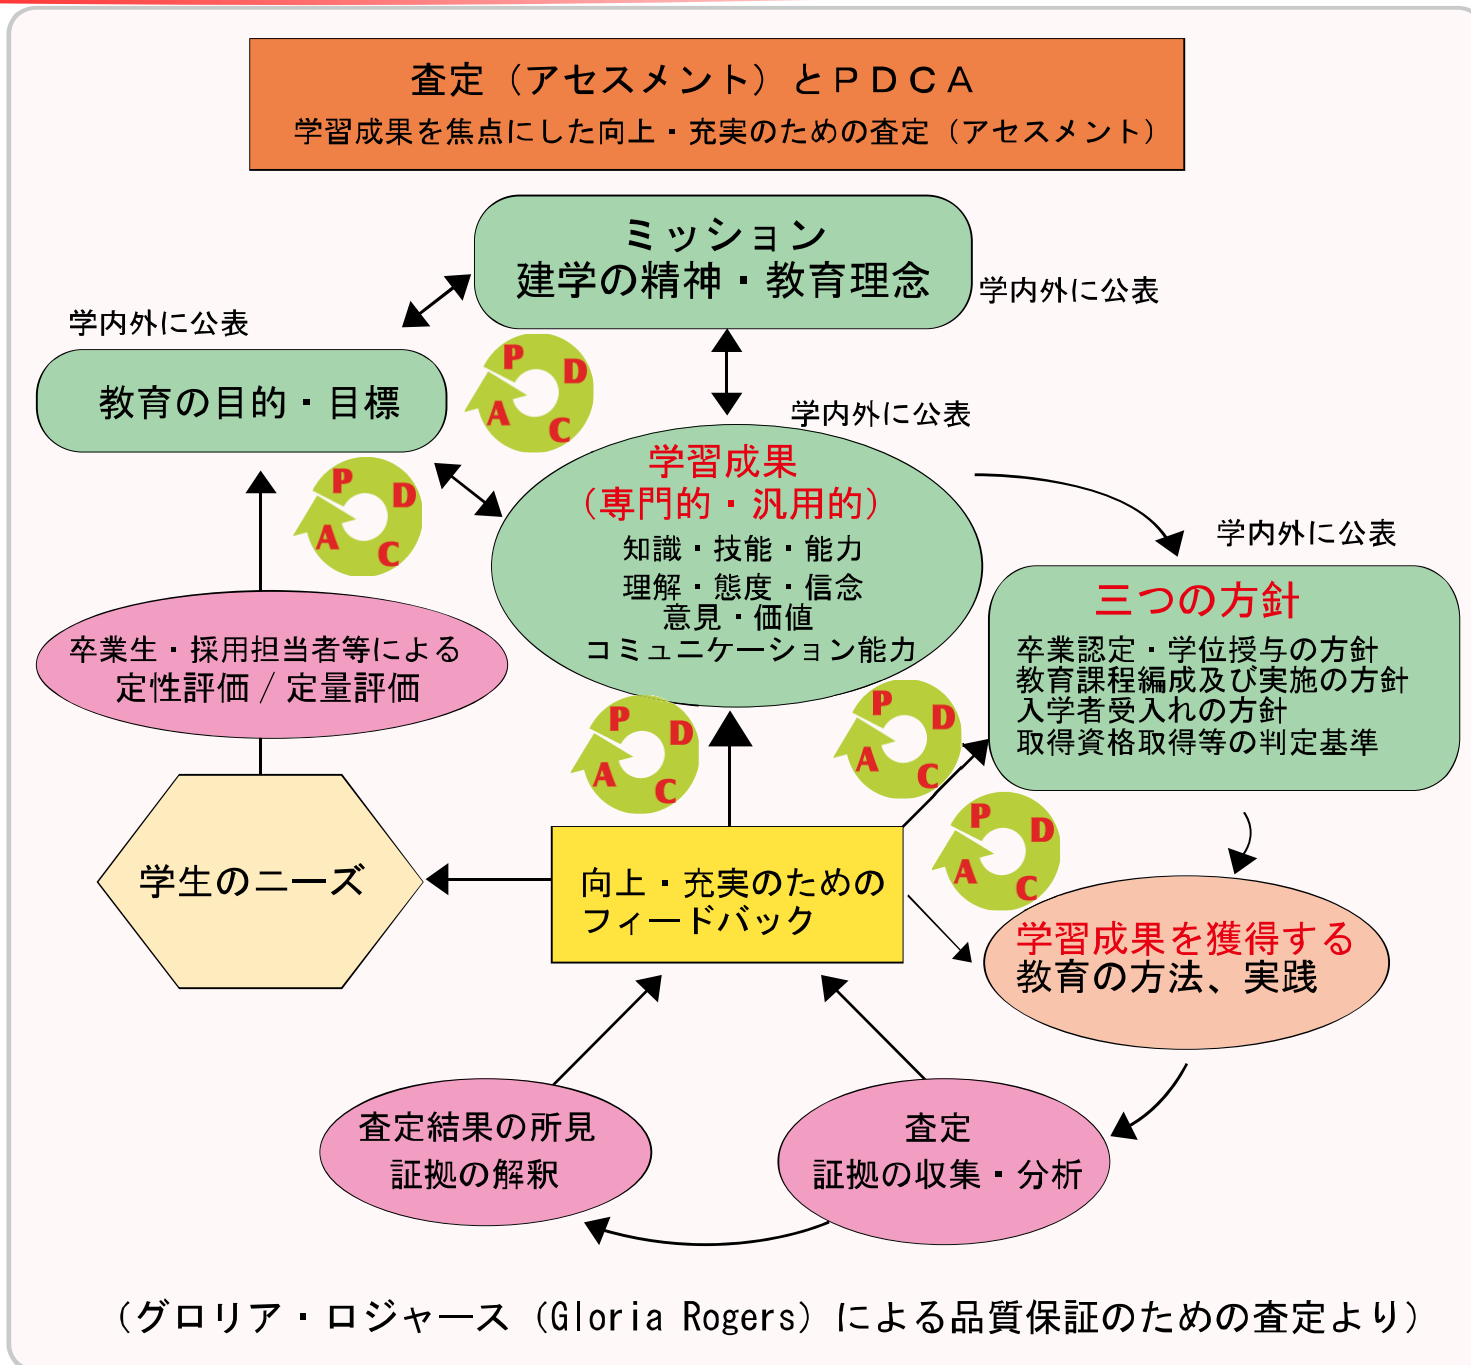 査定（アセスメント）とＰＤＣＡ
学習成果を焦点にした向上・充実のための査定（アセスメント）
ミッション
建学の精神・教育理念
学内外に公表
学内外に公表
教育の目的・目標
P
D
A
C
学内外に公表
学習成果
（専門的・汎用的）
知識・技能・能力
理解・態度・信念
意見・価値
コミュニケーション能力
P
D
A
C
学内外に公表
三つの方針
卒業認定・学位授与の方針
教育課程編成及び実施の方針
入学者受入れの方針
取得資格取得等の判定基準
卒業生・採用担当者等による
定性評価／定量評価
P
D
A
C
P
D
A
C
P
D
A
C
学生のニーズ
向上・充実のための
フィードバック
学習成果を獲得する
教育の方法、実践
査定結果の所見
証拠の解釈
査定
証拠の収集・分析
（グロリア・ロジャース（Gloria Rogers）による品質保証のための査定より）